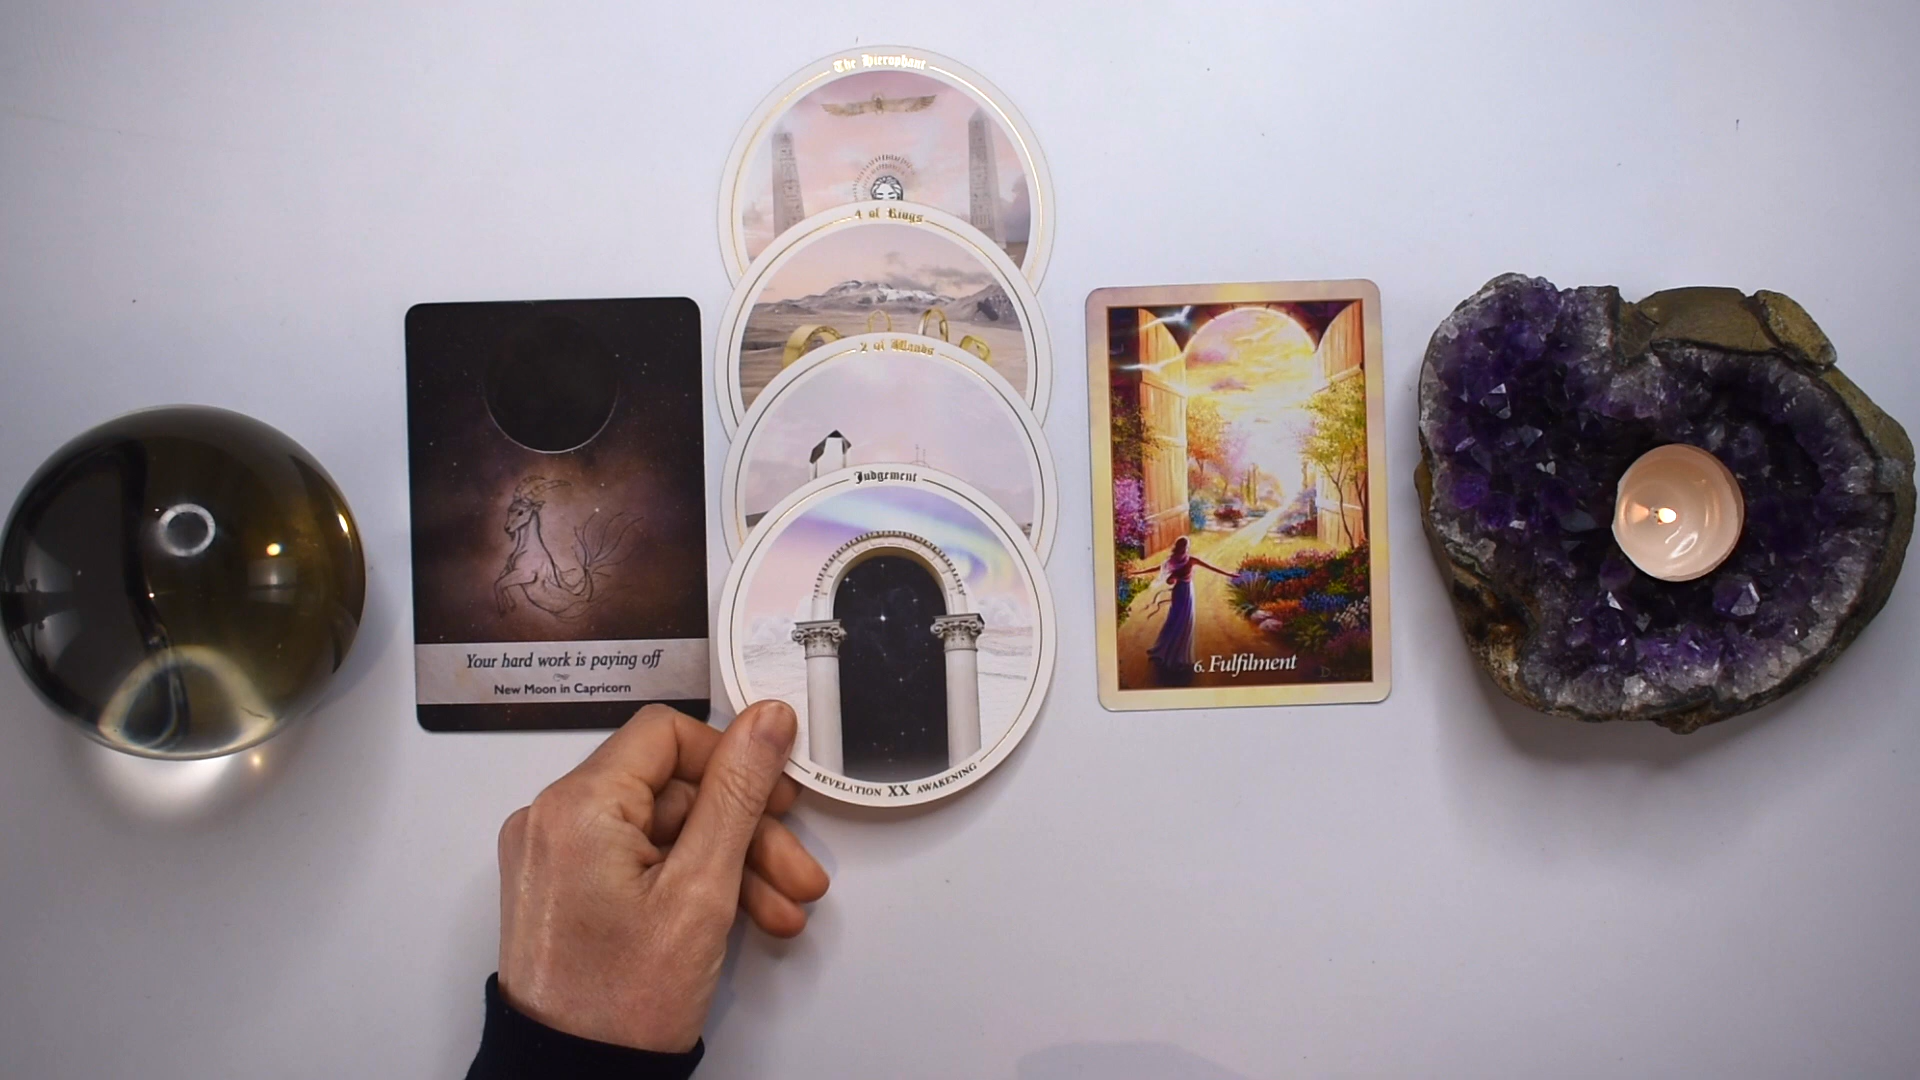 The Hierophant
4 of Rings
2 of Wands
Judgement
REVELATION XX AWAKENING
Your hard work is paying off
New Moon in Capricorn
6. Fulfilment